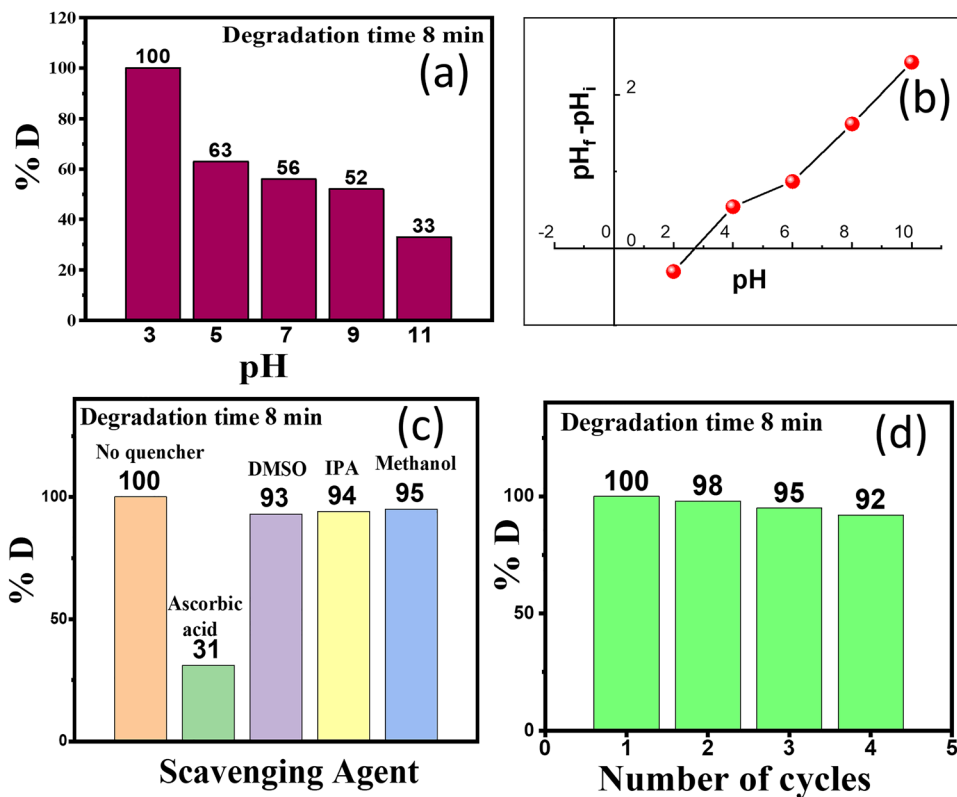 120
100
80
60
40
20
0
% D
Degradation time 8 min
(a)
100
63
56
52
33
3 5 7 9 11
pH
pH_f -pH_i
2
0
(b)
-2 0 2 4 6 8 10
pH
Degradation time 8 min
(c)
No quencher
100
Ascorbic
acid
31
DMSO
93
IPA
94
Methanol
95
100
50
0
% D
Scavenging Agent
Degradation time 8 min
(d)
100
98
95
92
100
50
0
% D
0 1 2 3 4 5
Number of cycles